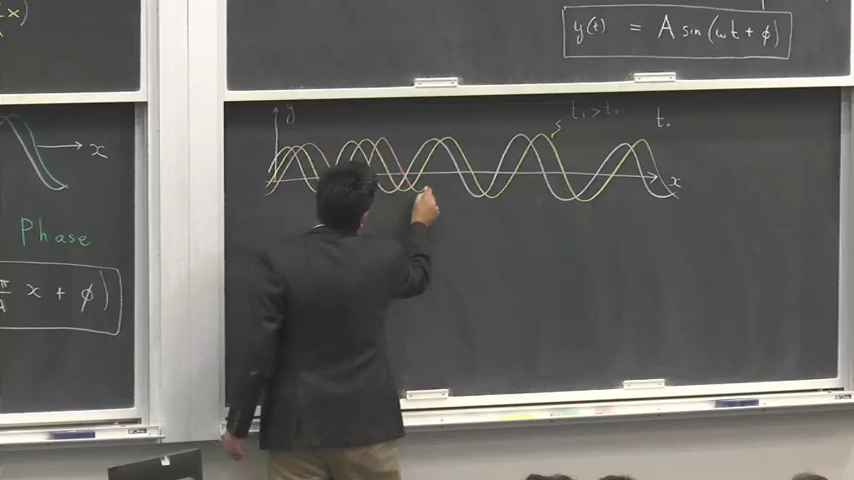 x)
x
Phase
x + φ)
y(t) = A sin(ωt + φ)
y
t₁ > t₀
t₀
x